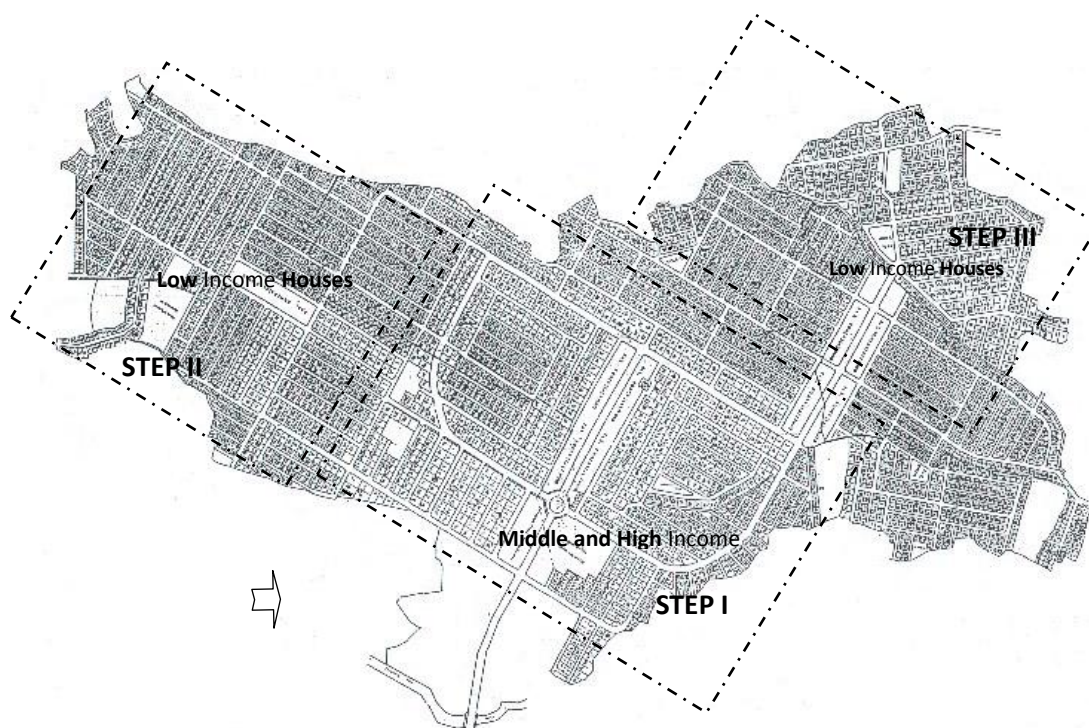 STEP III
Low Income Houses
Low Income Houses
STEP II
Middle and High Income
STEP I